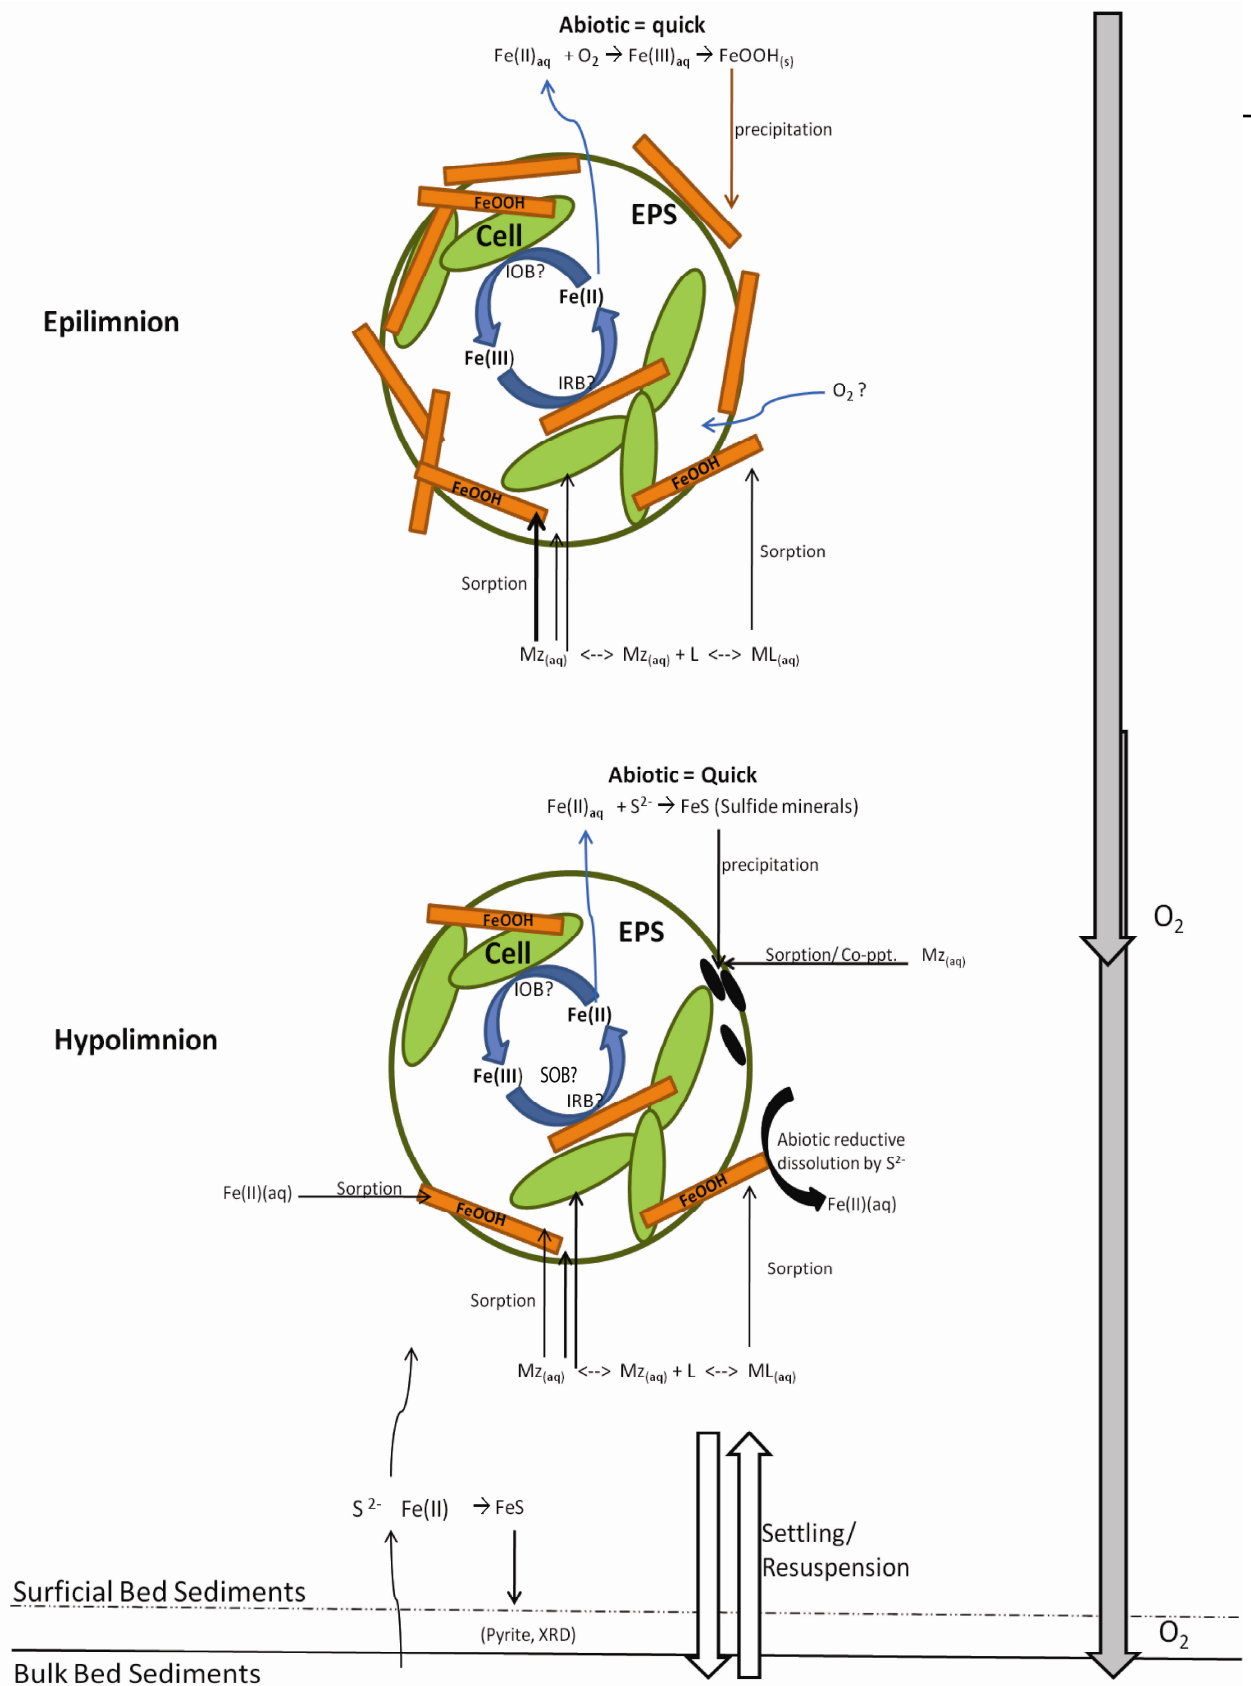 Abiotic = quick
Fe(II)aq + O2 → Fe(III)aq → FeOOH(s)
precipitation
FeOOH
EPS
Cell
IOB?
Fe(II)
Epilimnion
Fe(III)
IRB?
O2 ?
FeOOH
FeOOH
Sorption
Sorption
Mz(aq) <--> Mz(aq) + L <--> ML(aq)
Abiotic = Quick
Fe(II)aq + S2- → FeS (Sulfide minerals)
precipitation
FeOOH
EPS
O2
Cell
Sorption/ Co-ppt. Mz(aq)
IOB?
Fe(II)
Hypolimnion
Fe(III) SOB?
IRB?
Abiotic reductive
dissolution by S2-
Fe(II)(aq) Sorption
FeOOH
Fe(II)(aq)
FeOOH
Sorption
Sorption
Mz(aq) <--> Mz(aq) + L <--> ML(aq)
S 2- Fe(II) → FeS
Settling/
Resuspension
Surficial Bed Sediments
(Pyrite, XRD)
O2
Bulk Bed Sediments